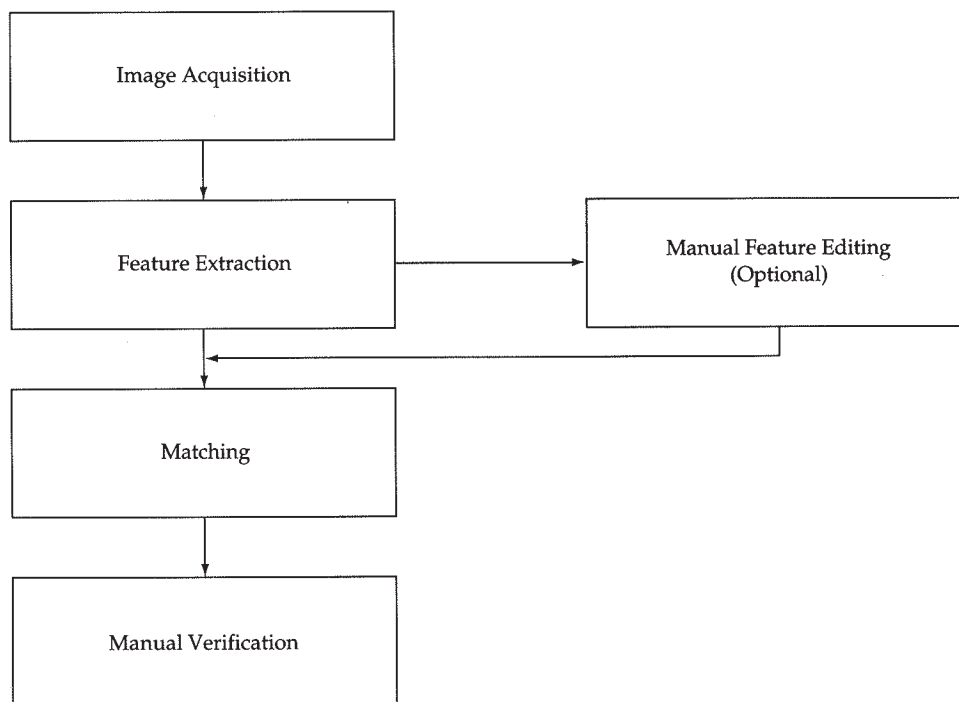 Image Acquisition
Feature Extraction
Manual Feature Editing
(Optional)
Matching
Manual Verification